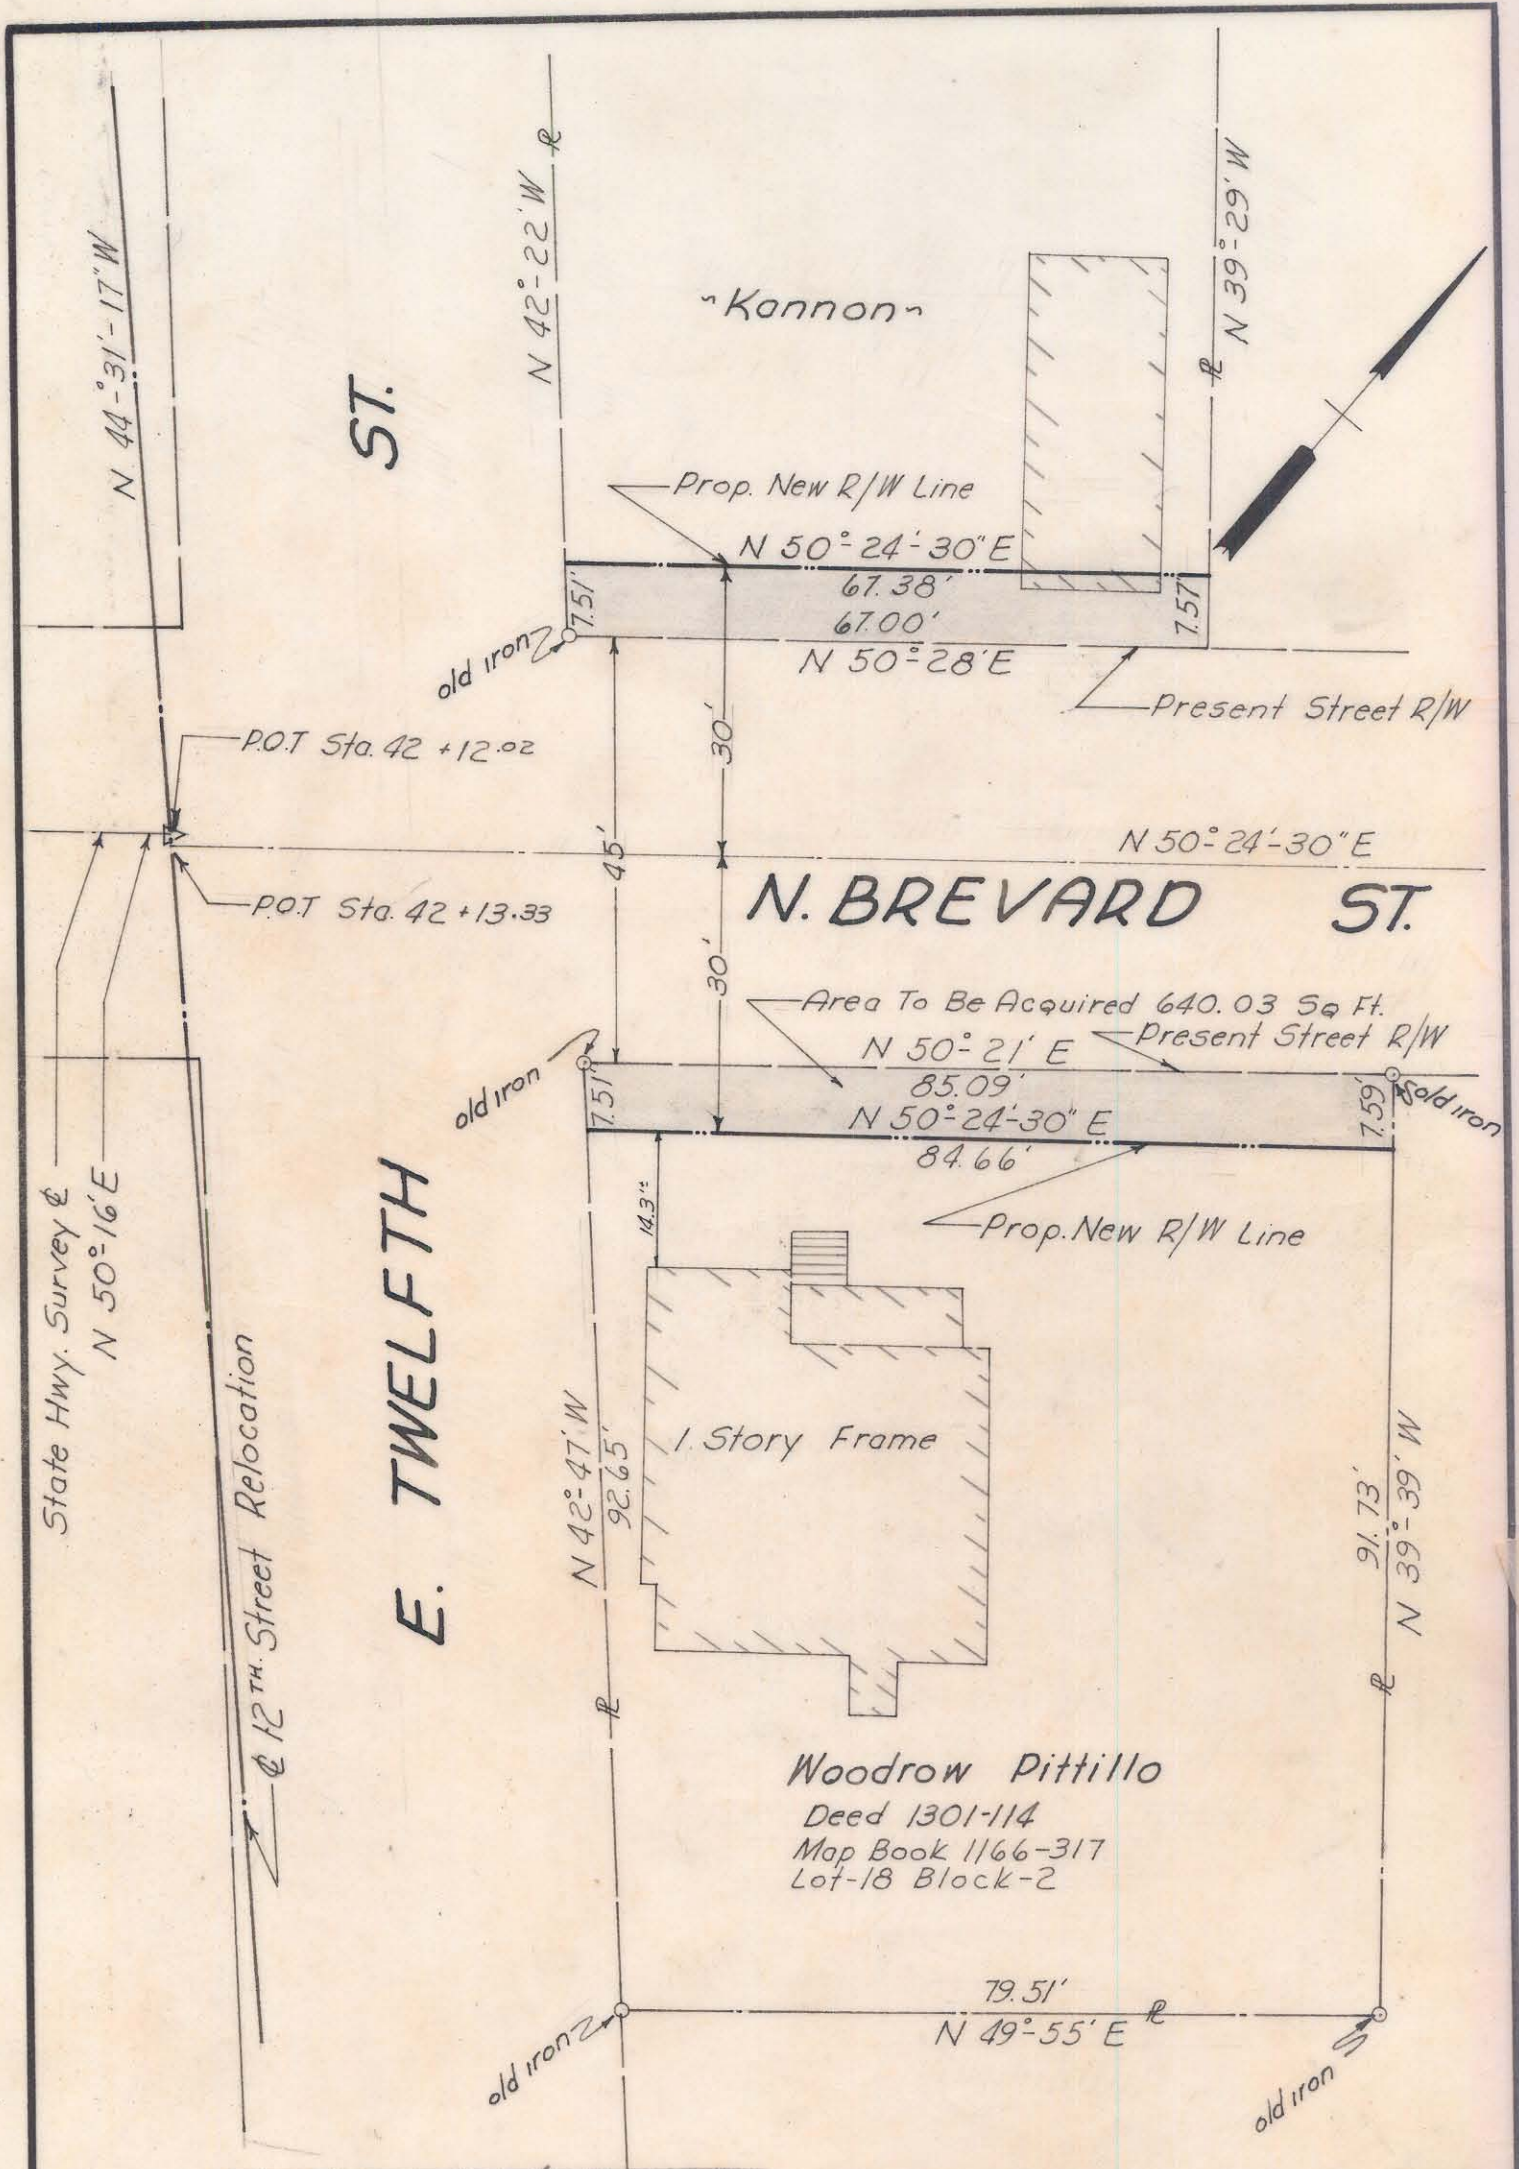 N 44°-31'-17" W
ST.
N 42°-22' W ℞
~Kannon~
℞ N 39°-29' W
Prop. New R/W Line
N 50°-24'-30" E
67.38'
67.00'
N 50°-28' E
7.51'
7.57'
old iron
Present Street R/W
P.O.T Sta. 42 +12.02
30'
45'
N 50°-24'-30" E
N. BREVARD ST.
P.O.T Sta. 42 +13.33
30'
Area To Be Acquired 640.03 Sq Ft.
Present Street R/W
N 50°-21' E
85.09'
N 50°-24'-30" E
84.66'
7.51'
7.59'
old iron
old iron
State Hwy. Survey ℄
N 50°-16' E
14.3'±
Prop. New R/W Line
E. TWELFTH
℄ 12TH. Street Relocation
1 Story Frame
N 42°-47' W
92.65'
℞
91.73'
N 39°-39' W
℞
Woodrow Pittillo
Deed 1301-114
Map Book 1166-317
Lot-18 Block-2
79.51'
N 49°-55' E ℞
old iron
old iron